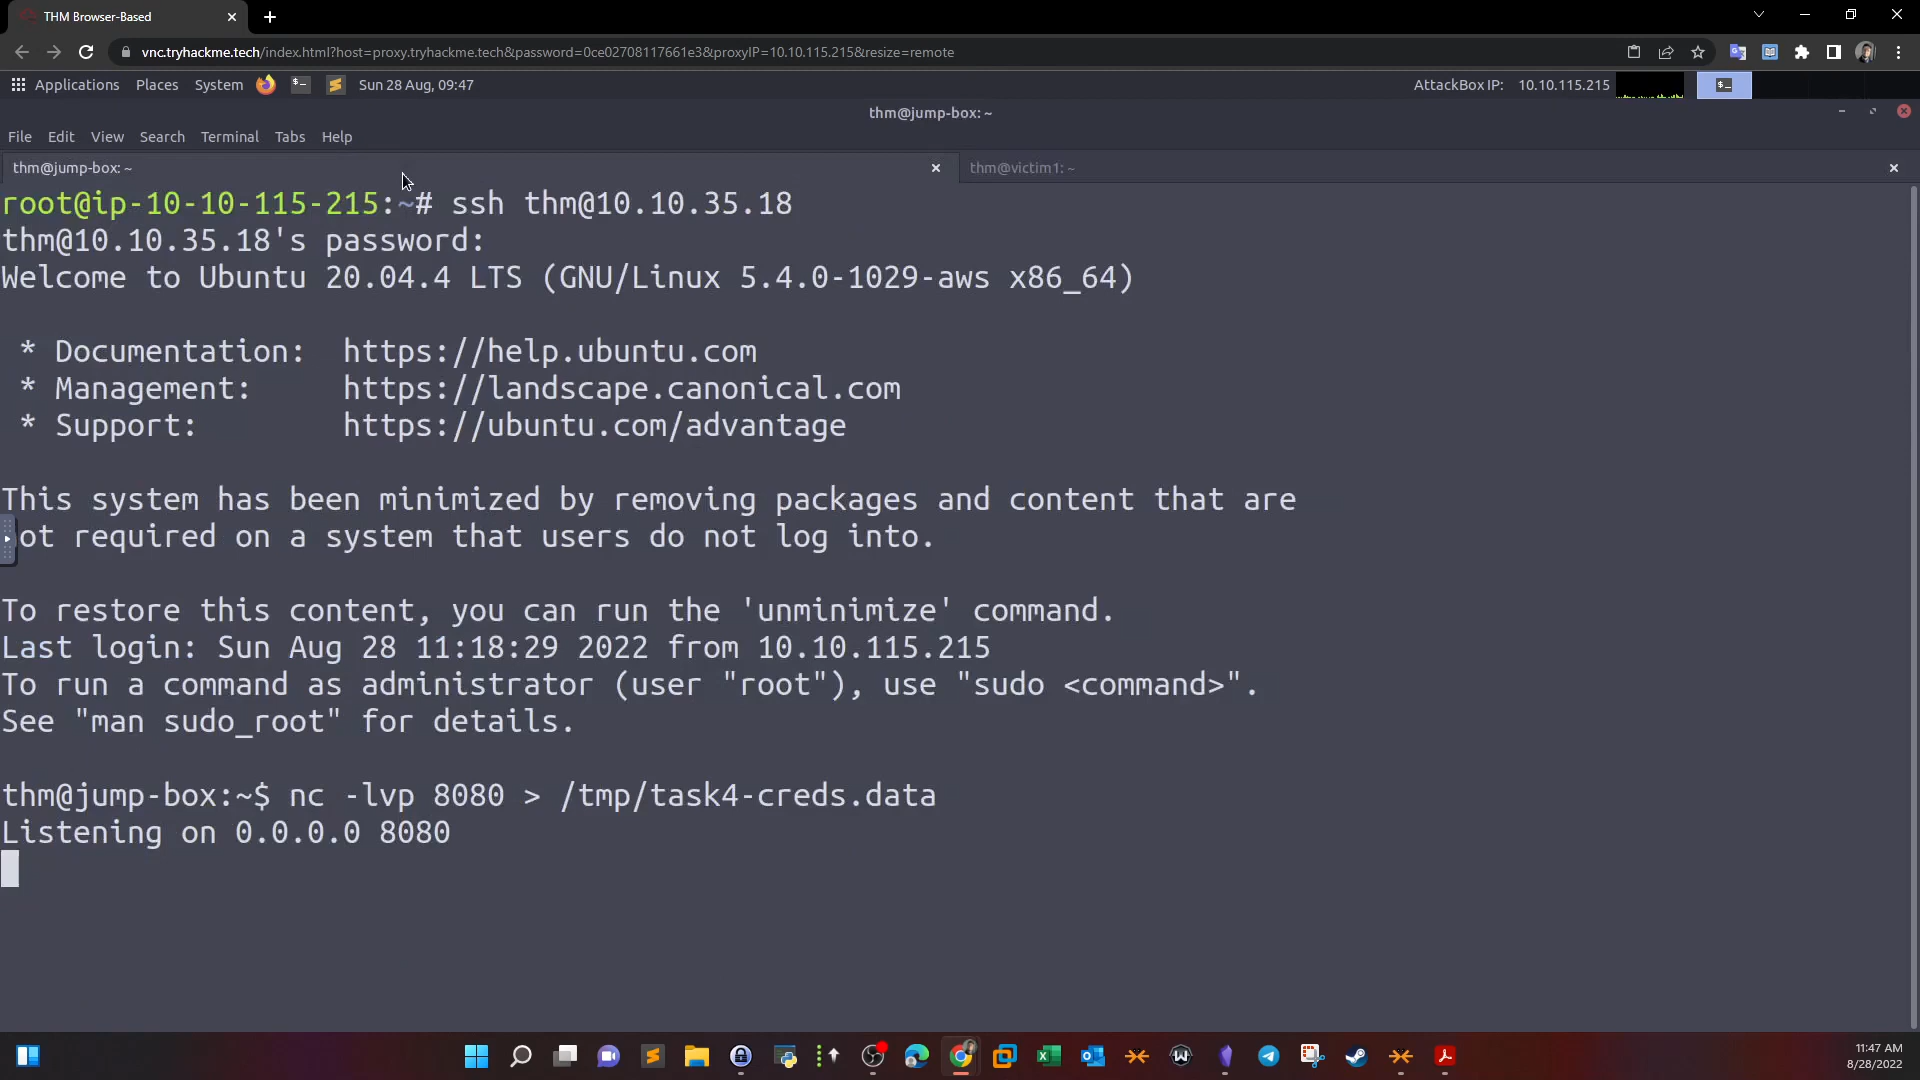 THM Browser-Based
vnc.tryhackme.tech/index.html?host=proxy.tryhackme.tech&password=0ce02708117661e3&proxyIP=10.10.115.215&resize=remote
Applications Places System Sun 28 Aug, 09:47 AttackBox IP: 10.10.115.215
thm@jump-box: ~
File Edit View Search Terminal Tabs Help
thm@jump-box: ~ thm@victim1: ~
root@ip-10-10-115-215:~# ssh thm@10.10.35.18
thm@10.10.35.18's password:
Welcome to Ubuntu 20.04.4 LTS (GNU/Linux 5.4.0-1029-aws x86_64)
* Documentation: https://help.ubuntu.com
* Management: https://landscape.canonical.com
* Support: https://ubuntu.com/advantage
This system has been minimized by removing packages and content that are
ot required on a system that users do not log into.
To restore this content, you can run the 'unminimize' command.
Last login: Sun Aug 28 11:18:29 2022 from 10.10.115.215
To run a command as administrator (user "root"), use "sudo <command>".
See "man sudo_root" for details.
thm@jump-box:~$ nc -lvp 8080 > /tmp/task4-creds.data
Listening on 0.0.0.0 8080
11:47 AM
8/28/2022